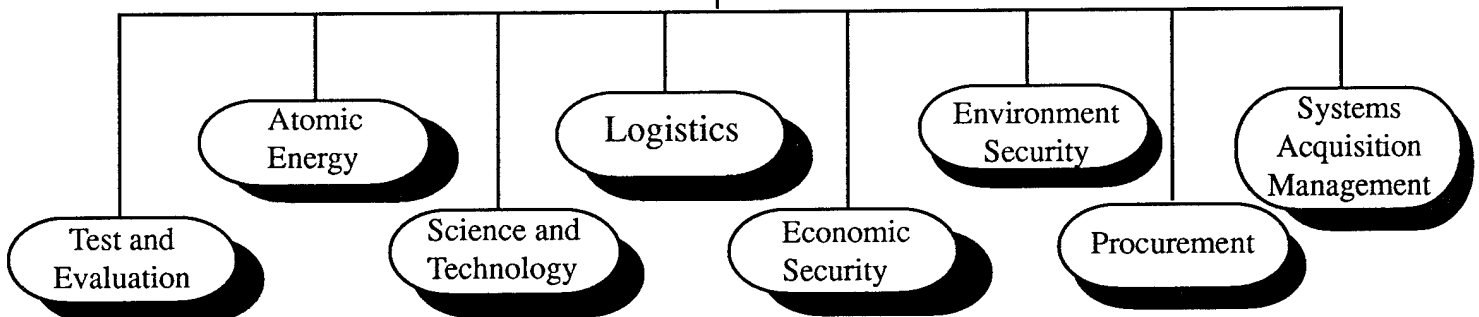 Atomic
Energy
Logistics
Environment
Security
Systems
Acquisition
Management
Test and
Evaluation
Science and
Technology
Economic
Security
Procurement